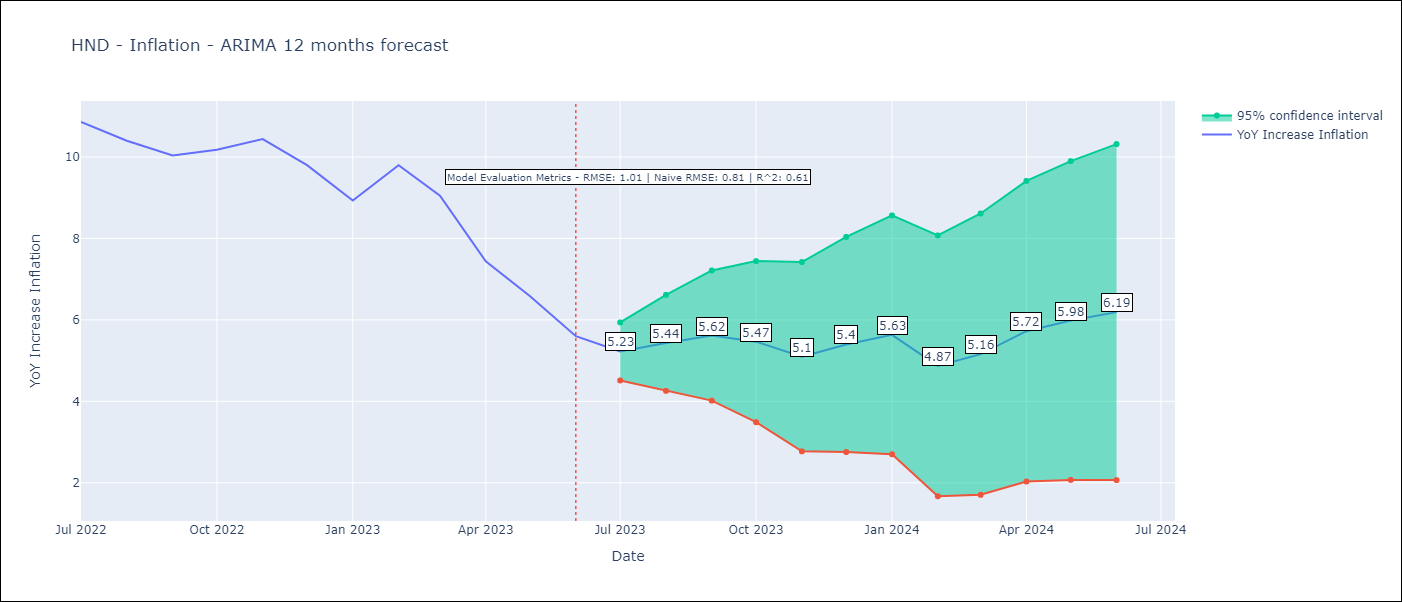 HND - Inflation - ARIMA 12 months forecast
95% confidence interval
YoY Increase Inflation
Model Evaluation Metrics - RMSE: 1.01 | Naive RMSE: 0.81 | R^2: 0.61
YoY Increase Inflation
10
8
6
4
2
5.23
5.44
5.62
5.47
5.1
5.4
5.63
4.87
5.16
5.72
5.98
6.19
Jul 2022
Oct 2022
Jan 2023
Apr 2023
Jul 2023
Oct 2023
Jan 2024
Apr 2024
Jul 2024
Date